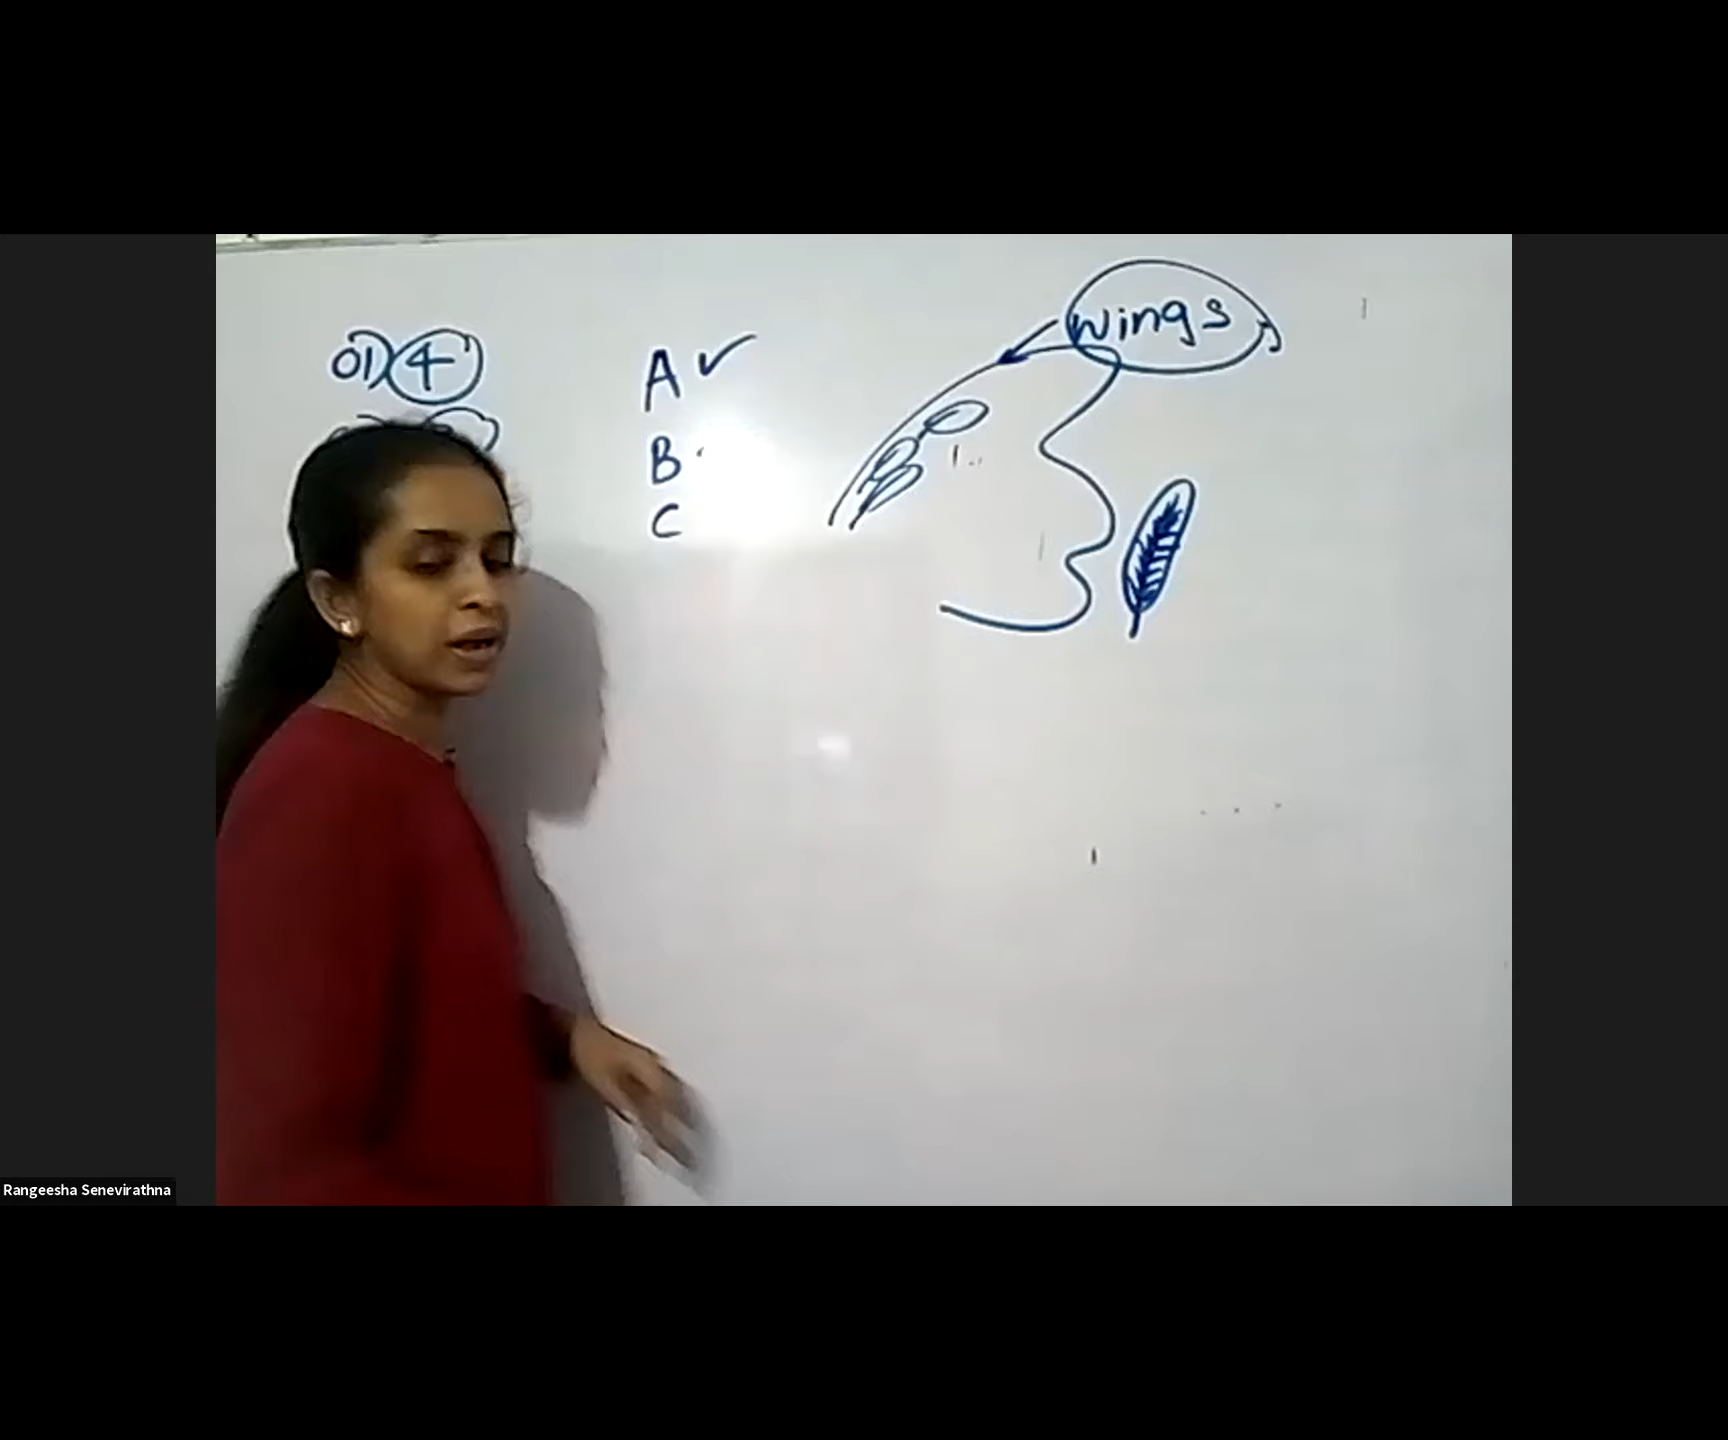 01) 4
A ✓
B
C
wings,
Rangeesha Senevirathna